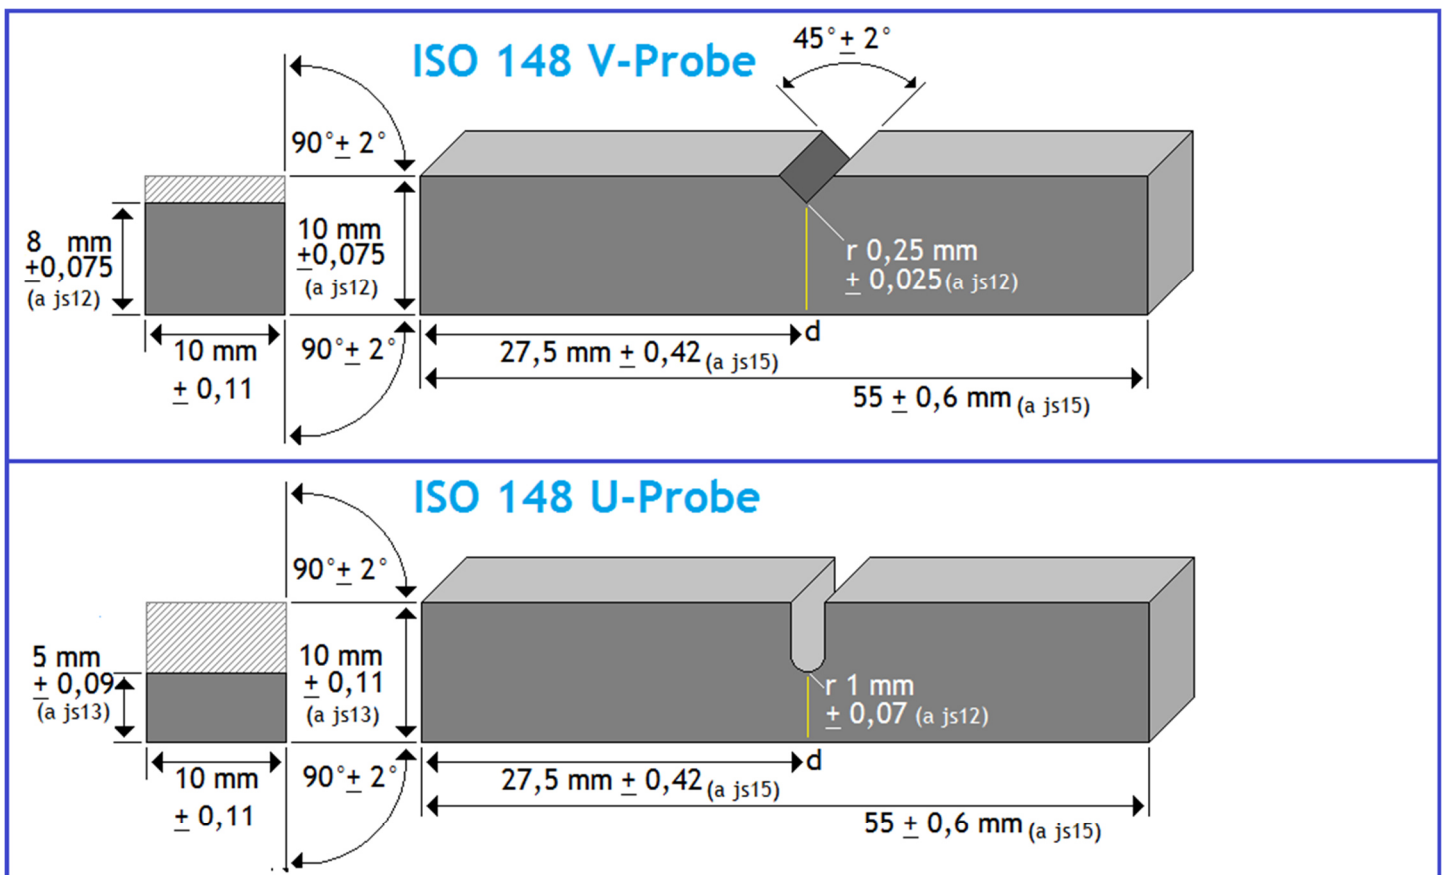 ISO 148 V-Probe
45°± 2°
90°± 2°
8 mm
±0,075
(a js12)
10 mm
±0,075
(a js12)
r 0,25 mm
± 0,025(a js12)
10 mm
± 0,11
90°± 2°
27,5 mm ± 0,42(a js15)
d
55 ± 0,6 mm(a js15)
ISO 148 U-Probe
90°± 2°
5 mm
± 0,09
(a js13)
10 mm
± 0,11
(a js13)
r 1 mm
± 0,07 (a js12)
10 mm
± 0,11
90°± 2°
27,5 mm ± 0,42(a js15)
d
55 ± 0,6 mm(a js15)